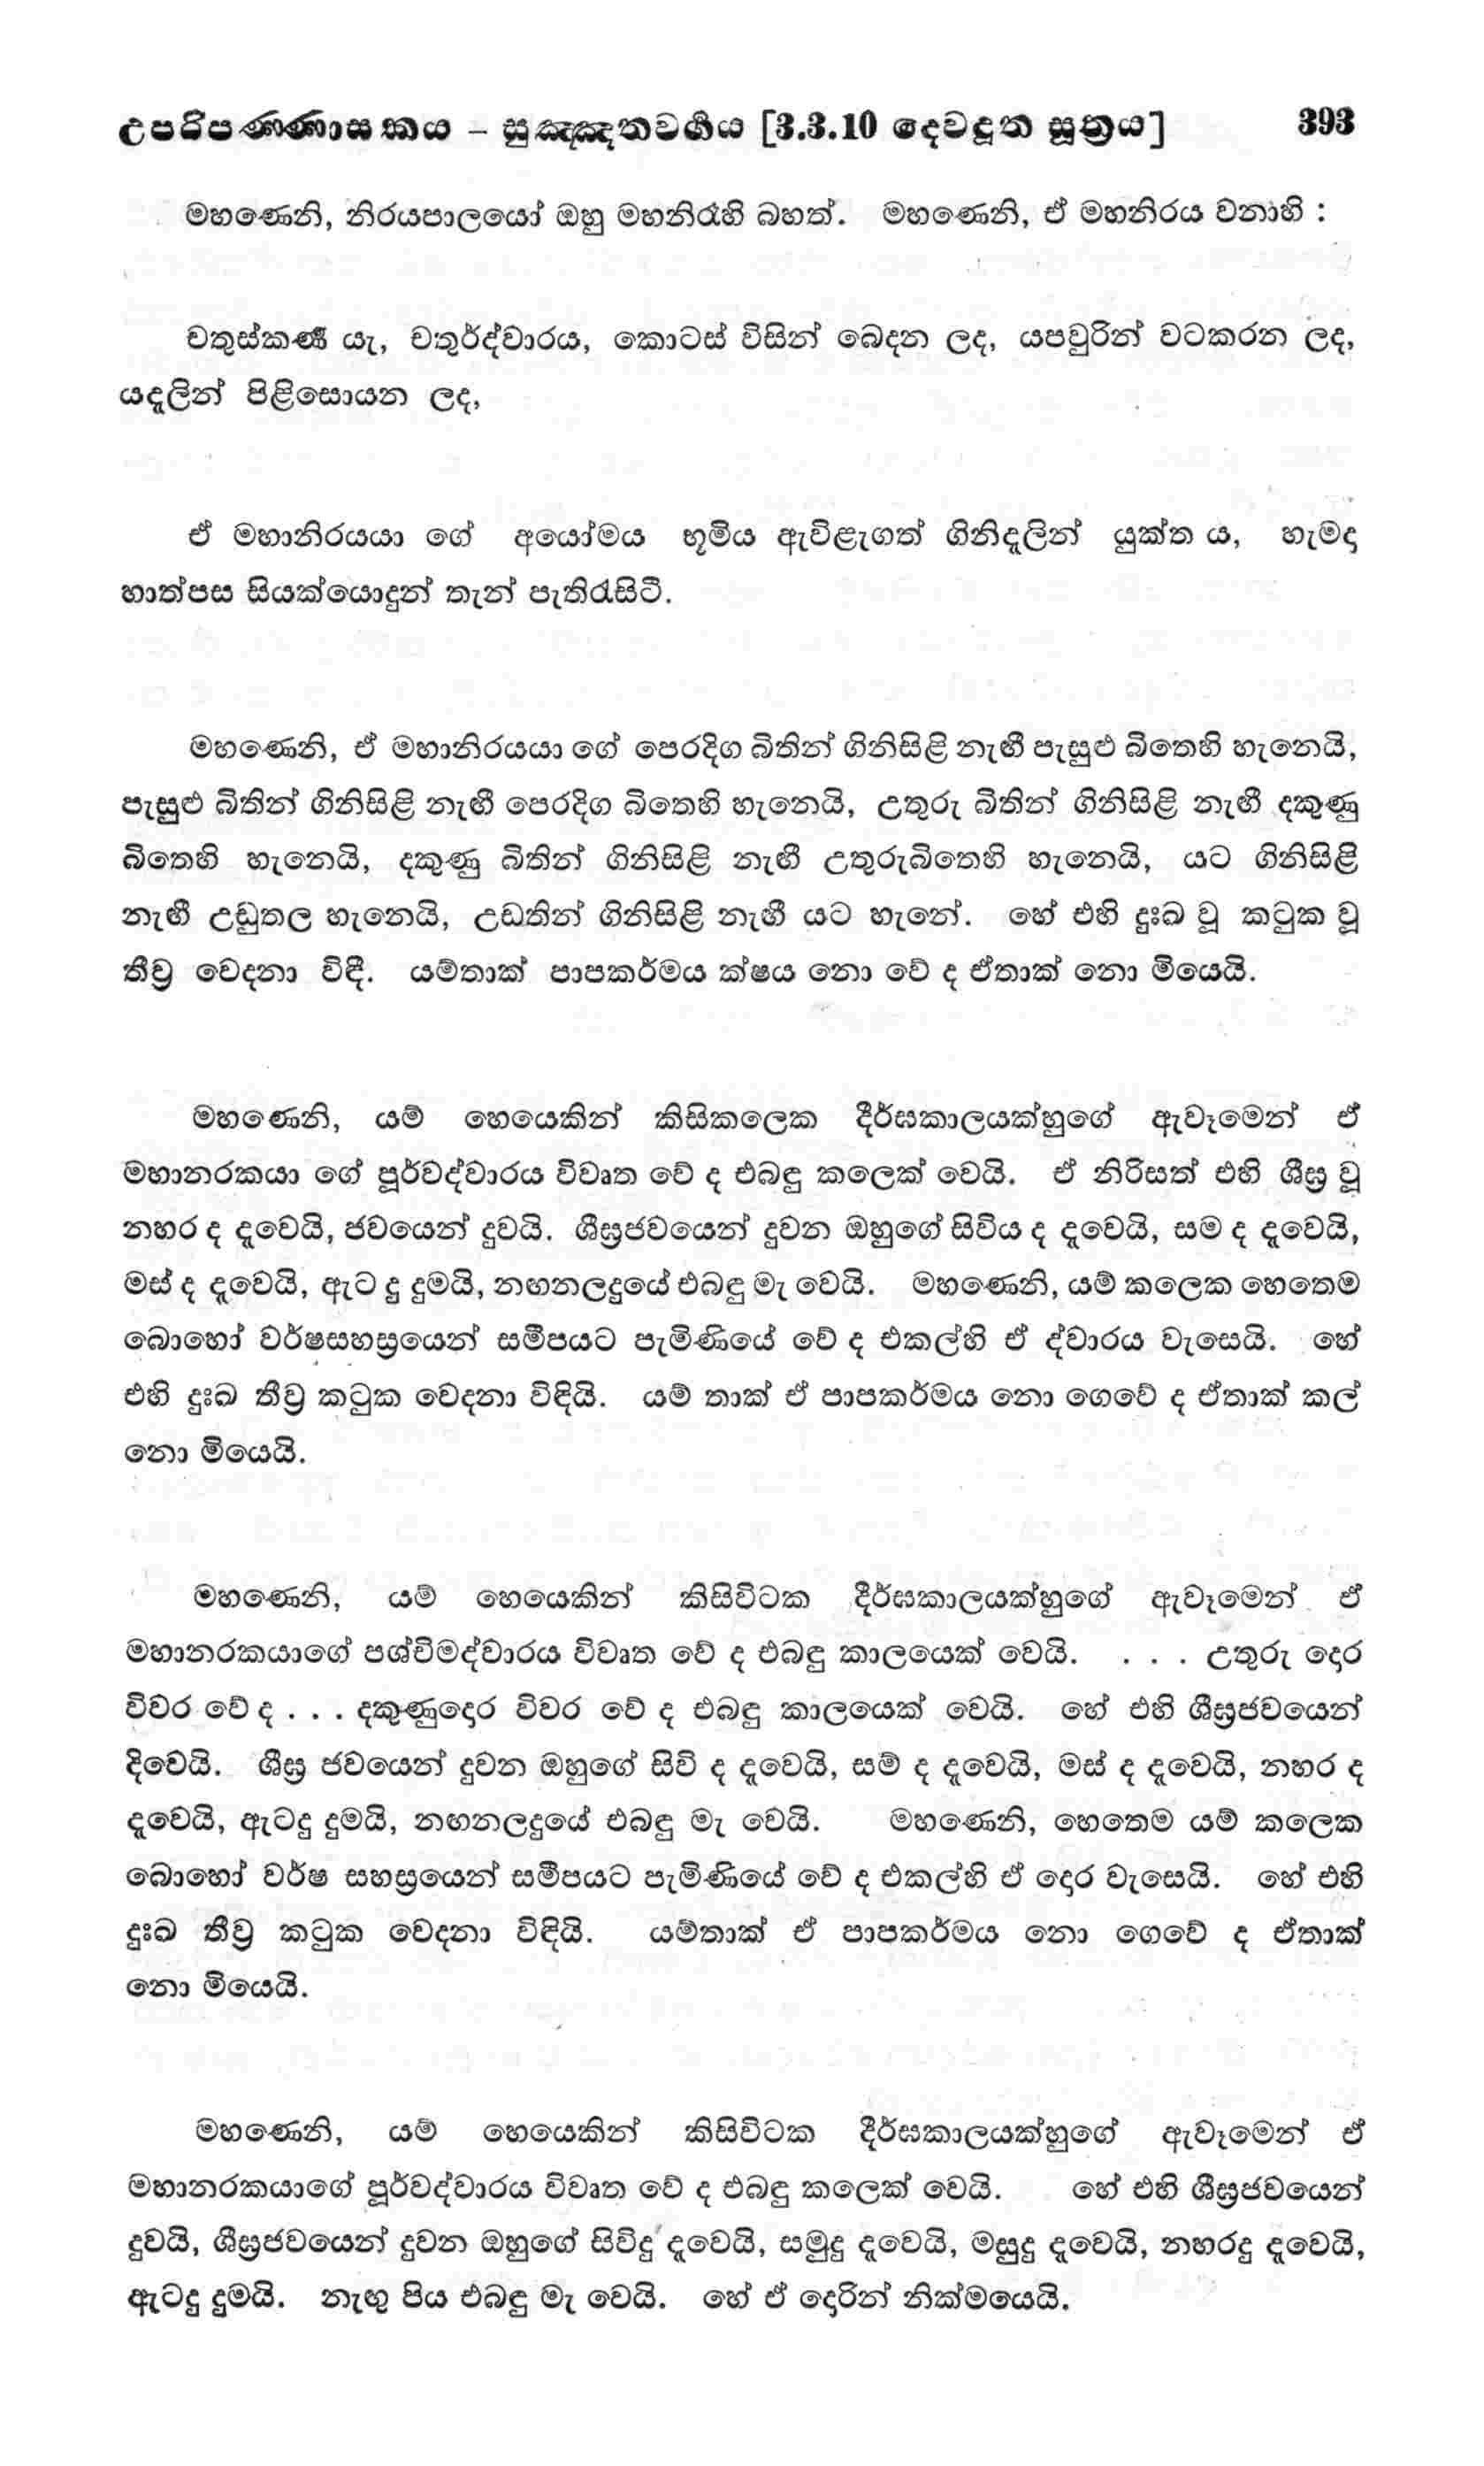 උපරිපණ්ණාසකය – සුඤ්ඤතවර්‍ගය [3.3.10 දෙවදූත සූත්‍රය] 393
මහණෙනි, නිරයපාලයෝ ඔහු මහනිරැහි බහත්. මහණෙනි, ඒ මහනිරය වනාහි :
චතුස්කර්‍ණ යැ, චතුර්ද්වාරය, කොටස් විසින් බෙදන ලද, යපවුරින් වටකරන ලද,
යදැලින් පිළිසොයන ලද,
ඒ මහානිරයයා ගේ අයෝමය භූමිය ඇවිළැගත් ගිනිදැලින් යුක්ත ය, හැමදා
හාත්පස සියක්යොදුන් තැන් පැතිරැසිටී.
මහණෙනි, ඒ මහානිරයයා ගේ පෙරදිග බිතින් ගිනිසිළි නැඟී පැසුළු බිතෙහි හැනෙයි,
පැසුළු බිතින් ගිනිසිළි නැඟී පෙරදිග බිතෙහි හැනෙයි, උතුරු බිතින් ගිනිසිළි නැඟී දකුණු
බිතෙහි හැනෙයි, දකුණු බිතින් ගිනිසිළි නැඟී උතුරුබිතෙහි හැනෙයි, යට ගිනිසිළි
නැඟී උඩුතල හැනෙයි, උඩතින් ගිනිසිළි නැඟී යට හැනේ. හේ එහි දුඃඛ වූ කටුක වූ
තීව්‍ර වෙදනා විඳී. යම්තාක් පාපකර්මය ක්ෂය නො වේ ද ඒතාක් නො මියෙයි.
මහණෙනි, යම් හෙයෙකින් කිසිකලෙක දීර්ඝකාලයක්හුගේ ඇවෑමෙන් ඒ
මහානරකයා ගේ පූර්වද්වාරය විවෘත වේ ද එබඳු කලෙක් වෙයි. ඒ නිරිසත් එහි ශීඝ්‍ර වූ
නහර ද දැවෙයි, ජවයෙන් දුවයි. ශීඝ්‍රජවයෙන් දුවන ඔහුගේ සිවිය ද දැවෙයි, සම ද දැවෙයි,
මස් ද දැවෙයි, ඇට දු දුමයි, නඟනලදුයේ එබඳු මැ වෙයි. මහණෙනි, යම් කලෙක හෙතෙම
බොහෝ වර්ෂසහස්‍රයෙන් සමීපයට පැමිණියේ වේ ද එකල්හි ඒ ද්වාරය වැසෙයි. හේ
එහි දුඃඛ තීව්‍ර කටුක වෙදනා විඳියි. යම් තාක් ඒ පාපකර්මය නො ගෙවේ ද ඒතාක් කල්
නො මියෙයි.
මහණෙනි, යම් හෙයෙකින් කිසිවිටක දීර්ඝකාලයක්හුගේ ඇවෑමෙන් ඒ
මහානරකයාගේ පශ්චිමද්වාරය විවෘත වේ ද එබඳු කාලයෙක් වෙයි. . . . උතුරු දොර
විවර වේ ද . . . දකුණුදොර විවර වේ ද එබඳු කාලයෙක් වෙයි. හේ එහි ශීඝ්‍රජවයෙන්
දිවෙයි. ශීඝ්‍ර ජවයෙන් දුවන ඔහුගේ සිවි ද දැවෙයි, සම් ද දැවෙයි, මස් ද දැවෙයි, නහර ද
දැවෙයි, ඇටදු දුමයි, නඟනලදුයේ එබඳු මැ වෙයි. මහණෙනි, හෙතෙම යම් කලෙක
බොහෝ වර්ෂ සහස්‍රයෙන් සමීපයට පැමිණියේ වේ ද එකල්හි ඒ දොර වැසෙයි. හේ එහි
දුඃඛ තීව්‍ර කටුක වෙදනා විඳියි. යම්තාක් ඒ පාපකර්මය නො ගෙවේ ද ඒතාක්
නො මියෙයි.
මහණෙනි, යම් හෙයෙකින් කිසිවිටක දීර්ඝකාලයක්හුගේ ඇවෑමෙන් ඒ
මහානරකයාගේ පූර්වද්වාරය විවෘත වේ ද එබඳු කලෙක් වෙයි. හේ එහි ශීඝ්‍රජවයෙන්
දුවයි, ශීඝ්‍රජවයෙන් දුවන ඔහුගේ සිවිදු දැවෙයි, සමුදු දැවෙයි, මසුදු දැවෙයි, නහරදු දැවෙයි,
ඇටදු දුමයි. නැඟු පිය එබඳු මැ වෙයි. හේ ඒ දොරින් නික්මයෙයි.